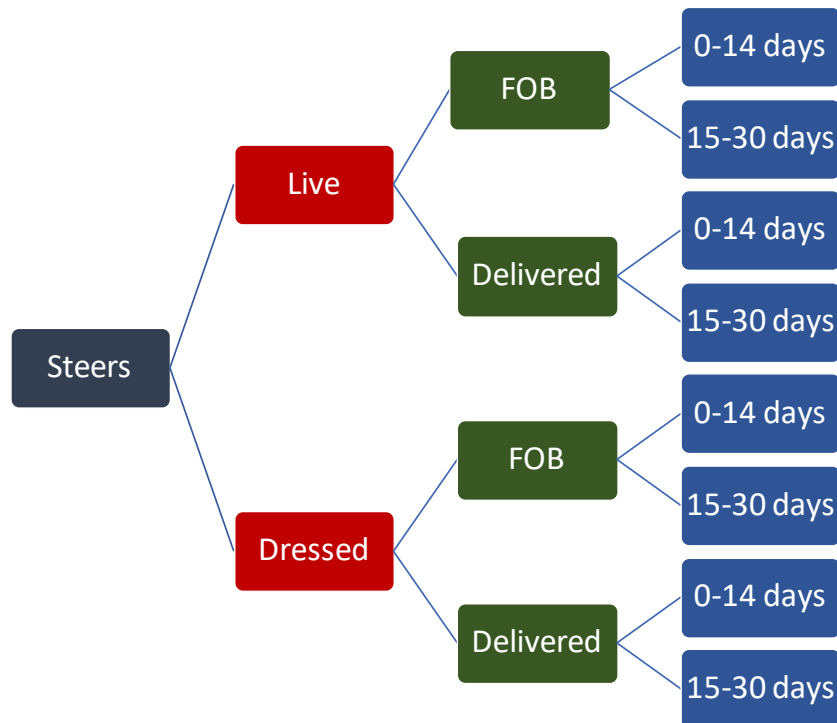 Steers
Live
Dressed
FOB
Delivered
FOB
Delivered
0-14 days
15-30 days
0-14 days
15-30 days
0-14 days
15-30 days
0-14 days
15-30 days